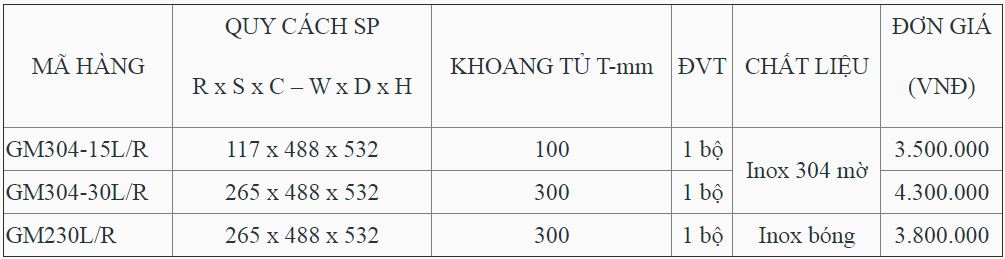 MÃ HÀNG
QUY CÁCH SP
R x S x C – W x D x H
KHOANG TỦ T-mm
ĐVT
CHẤT LIỆU
ĐƠN GIÁ
(VNĐ)
GM304-15L/R
117 x 488 x 532
100
1 bộ
Inox 304 mờ
3.500.000
GM304-30L/R
265 x 488 x 532
300
1 bộ
4.300.000
GM230L/R
265 x 488 x 532
300
1 bộ
Inox bóng
3.800.000